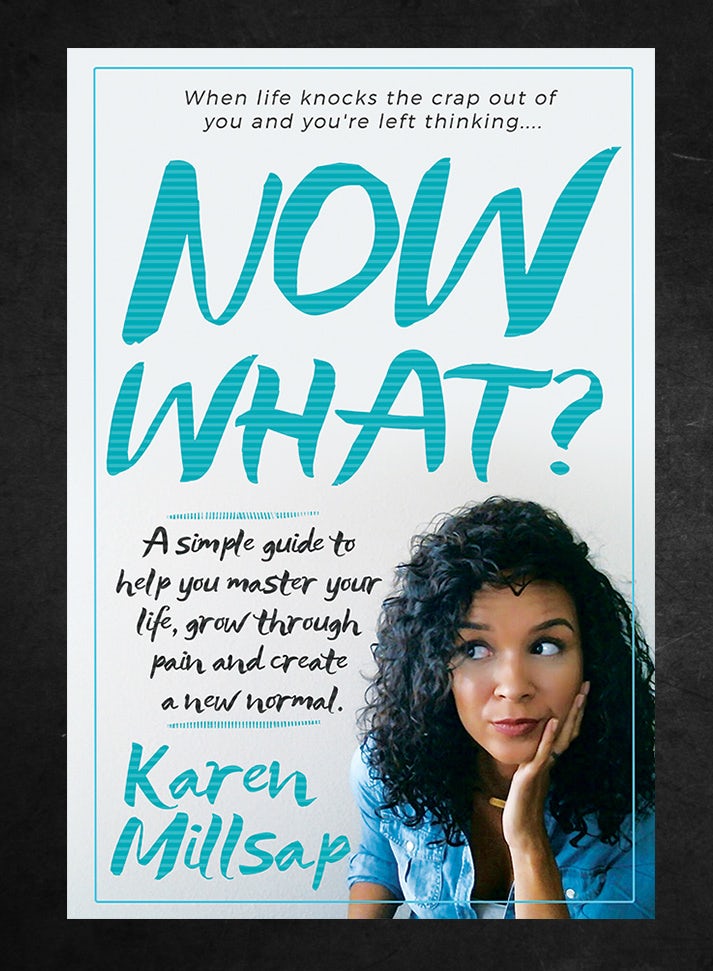 When life knocks the crap out of
you and you're left thinking....
NOW
WHAT?
A simple guide to
help you master your
life, grow through
pain and create
a new normal.
Karen
Millsap